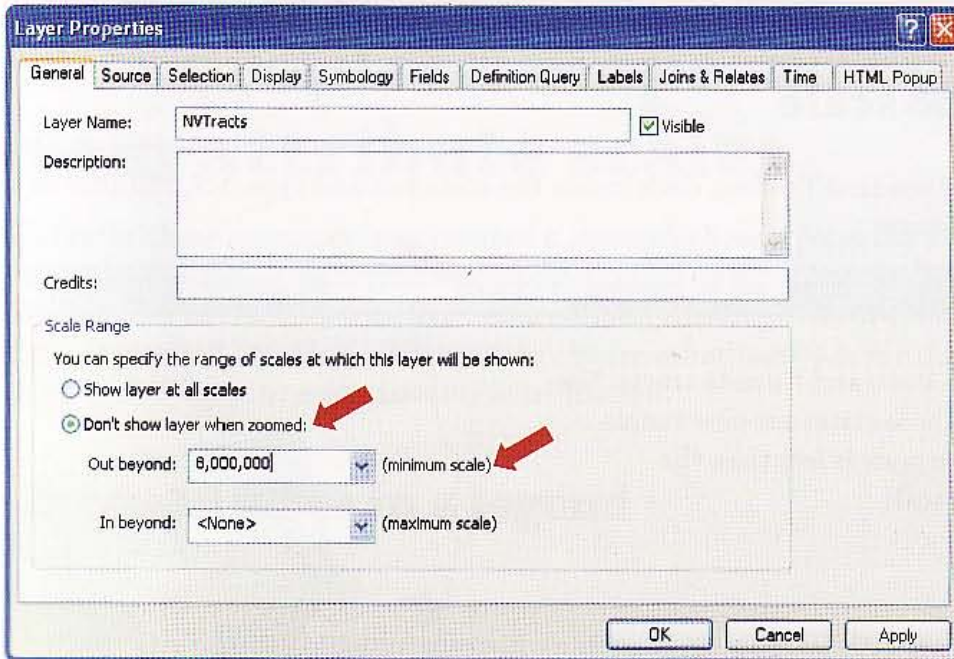 Layer Properties
General Source Selection Display Symbology Fields Definition Query Labels Joins & Relates Time HTML Popup
Layer Name: NVTracts Visible
Description:
Credits:
Scale Range
You can specify the range of scales at which this layer will be shown:
Show layer at all scales
Don't show layer when zoomed:
Out beyond: 8,000,000 (minimum scale)
In beyond: <None> (maximum scale)
OK Cancel Apply